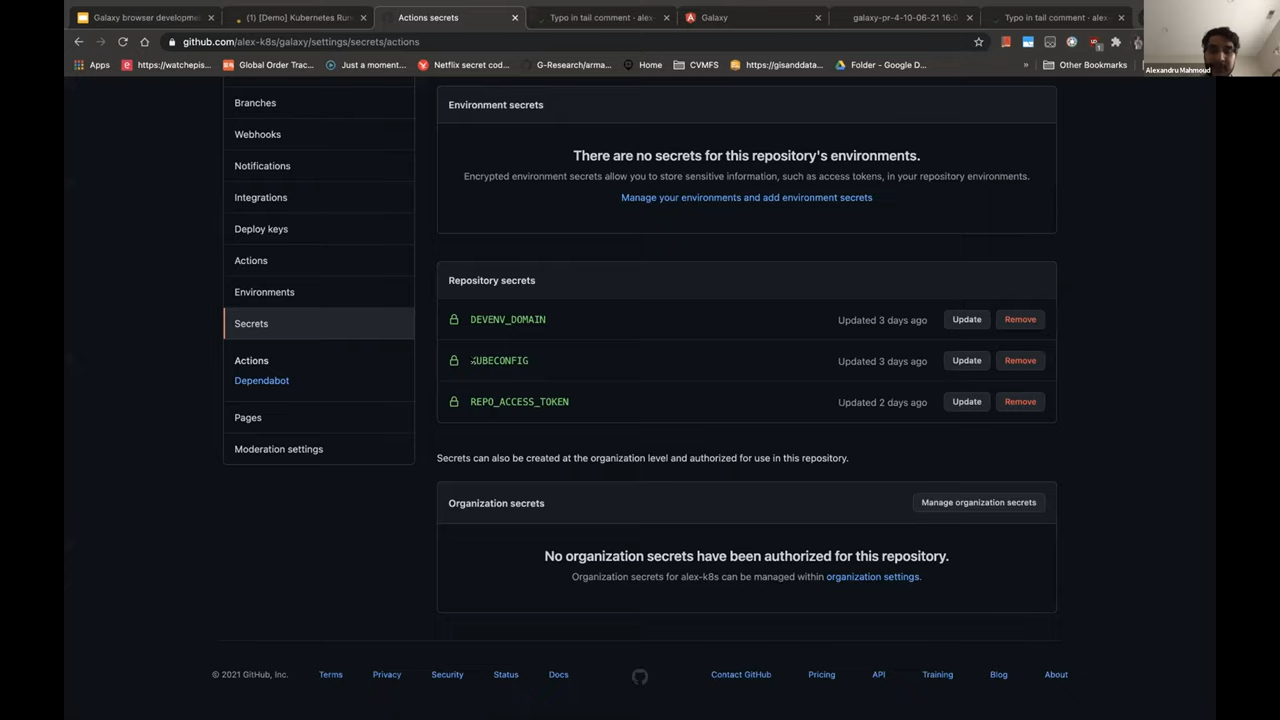 Galaxy browser developmen
(1) [Demo] Kubernetes Run
Actions secrets
Typo in tail comment · alex-
Galaxy
galaxy-pr-4-10-06-21 16:0
Typo in tail comment · alex-
github.com/alex-k8s/galaxy/settings/secrets/actions
Apps
https://watchepis...
Global Order Trac...
Just a moment...
Netflix secret cod...
G-Research/arma...
Home
CVMFS
https://gisanddata...
Folder - Google D...
»
Other Bookmarks
Alexandru Mahmoud
Branches
Webhooks
Notifications
Integrations
Deploy keys
Actions
Environments
Secrets
Actions
Dependabot
Pages
Moderation settings
Environment secrets
There are no secrets for this repository's environments.
Encrypted environment secrets allow you to store sensitive information, such as access tokens, in your repository environments.
Manage your environments and add environment secrets
Repository secrets
DEVENV_DOMAIN Updated 3 days ago Update Remove
KUBECONFIG Updated 3 days ago Update Remove
REPO_ACCESS_TOKEN Updated 2 days ago Update Remove
Secrets can also be created at the organization level and authorized for use in this repository.
Organization secrets Manage organization secrets
No organization secrets have been authorized for this repository.
Organization secrets for alex-k8s can be managed within organization settings.
© 2021 GitHub, Inc. Terms Privacy Security Status Docs Contact GitHub Pricing API Training Blog About